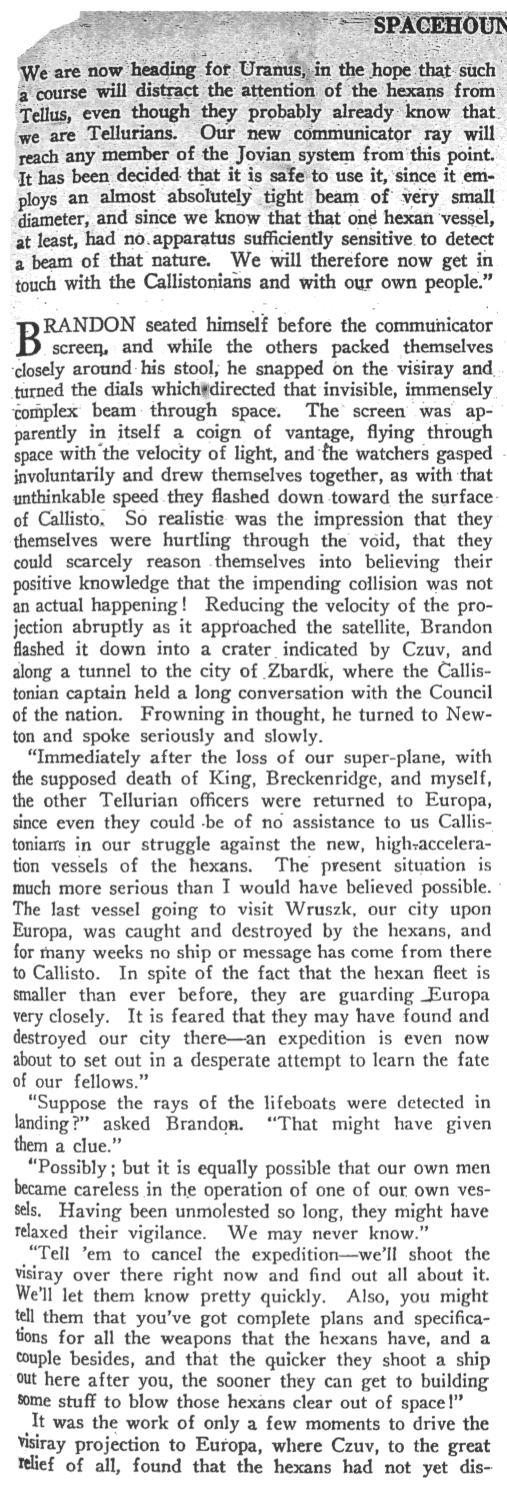 SPACEHOUN
We are now heading for Uranus, in the hope that such
a course will distract the attention of the hexans from
Tellus, even though they probably already know that
we are Tellurians. Our new communicator ray will
reach any member of the Jovian system from this point.
It has been decided that it is safe to use it, since it em-
ploys an almost absolutely tight beam of very small
diameter, and since we know that that one hexan vessel,
at least, had no apparatus sufficiently sensitive to detect
a beam of that nature. We will therefore now get in
touch with the Callistonians and with our own people."
BRANDON seated himself before the communicator
screen, and while the others packed themselves
closely around his stool, he snapped on the visiray and
turned the dials which directed that invisible, immensely
complex beam through space. The screen was ap-
parently in itself a coign of vantage, flying through
space with the velocity of light, and the watchers gasped
involuntarily and drew themselves together, as with that
unthinkable speed they flashed down toward the surface
of Callisto. So realistic was the impression that they
themselves were hurtling through the void, that they
could scarcely reason themselves into believing their
positive knowledge that the impending collision was not
an actual happening! Reducing the velocity of the pro-
jection abruptly as it approached the satellite, Brandon
flashed it down into a crater indicated by Czuv, and
along a tunnel to the city of Zbardk, where the Callis-
tonian captain held a long conversation with the Council
of the nation. Frowning in thought, he turned to New-
ton and spoke seriously and slowly.
"Immediately after the loss of our super-plane, with
the supposed death of King, Breckenridge, and myself,
the other Tellurian officers were returned to Europa,
since even they could be of no assistance to us Callis-
tonians in our struggle against the new, high-accelera-
tion vessels of the hexans. The present situation is
much more serious than I would have believed possible.
The last vessel going to visit Wruszk, our city upon
Europa, was caught and destroyed by the hexans, and
for many weeks no ship or message has come from there
to Callisto. In spite of the fact that the hexan fleet is
smaller than ever before, they are guarding Europa
very closely. It is feared that they may have found and
destroyed our city there—an expedition is even now
about to set out in a desperate attempt to learn the fate
of our fellows."
"Suppose the rays of the lifeboats were detected in
landing?" asked Brandon. "That might have given
them a clue."
"Possibly; but it is equally possible that our own men
became careless in the operation of one of our own ves-
sels. Having been unmolested so long, they might have
relaxed their vigilance. We may never know."
"Tell 'em to cancel the expedition—we'll shoot the
visiray over there right now and find out all about it.
We'll let them know pretty quickly. Also, you might
tell them that you've got complete plans and specifica-
tions for all the weapons that the hexans have, and a
couple besides, and that the quicker they shoot a ship
out here after you, the sooner they can get to building
some stuff to blow those hexans clear out of space!"
It was the work of only a few moments to drive the
visiray projection to Europa, where Czuv, to the great
relief of all, found that the hexans had not yet dis-